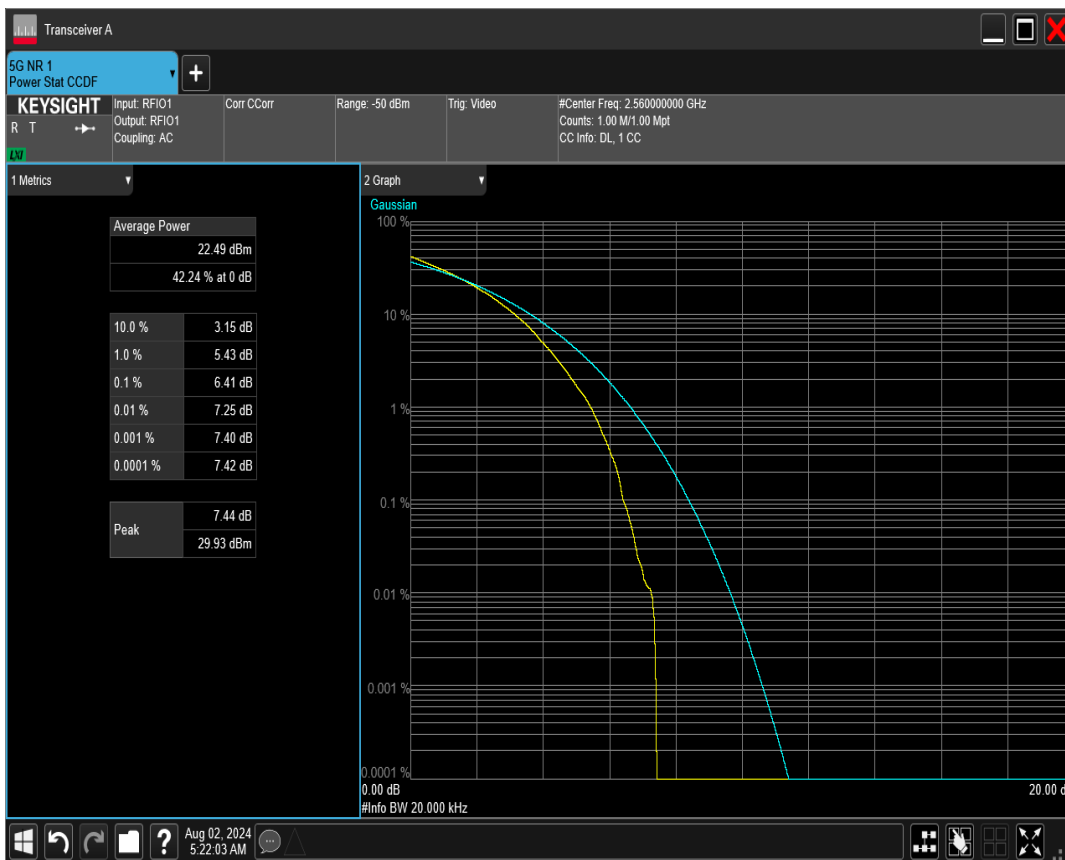 Transceiver A
5G NR 1
Power Stat CCDF
+
KEYSIGHT
R T
LXI
Input: RFIO1
Output: RFIO1
Coupling: AC
Corr CCorr
Range: -50 dBm
Trig: Video
#Center Freq: 2.560000000 GHz
Counts: 1.00 M/1.00 Mpt
CC Info: DL, 1 CC
1 Metrics
Average Power
22.49 dBm
42.24 % at 0 dB
10.0 % 3.15 dB
1.0 % 5.43 dB
0.1 % 6.41 dB
0.01 % 7.25 dB
0.001 % 7.40 dB
0.0001 % 7.42 dB
Peak
7.44 dB
29.93 dBm
2 Graph
Gaussian
100 %
10 %
1 %
0.1 %
0.01 %
0.001 %
0.0001 %
0.00 dB
20.00 d
#Info BW 20.000 kHz
?
Aug 02, 2024
5:22:03 AM